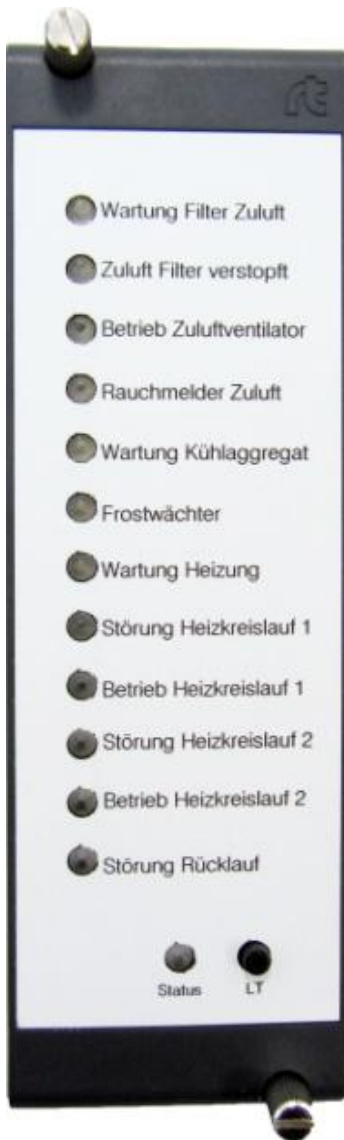 rt
Wartung Filter Zuluft
Zuluft Filter verstopft
Betrieb Zuluftventilator
Rauchmelder Zuluft
Wartung Kühlaggregat
Frostwächter
Wartung Heizung
Störung Heizkreislauf 1
Betrieb Heizkreislauf 1
Störung Heizkreislauf 2
Betrieb Heizkreislauf 2
Störung Rücklauf
Status LT